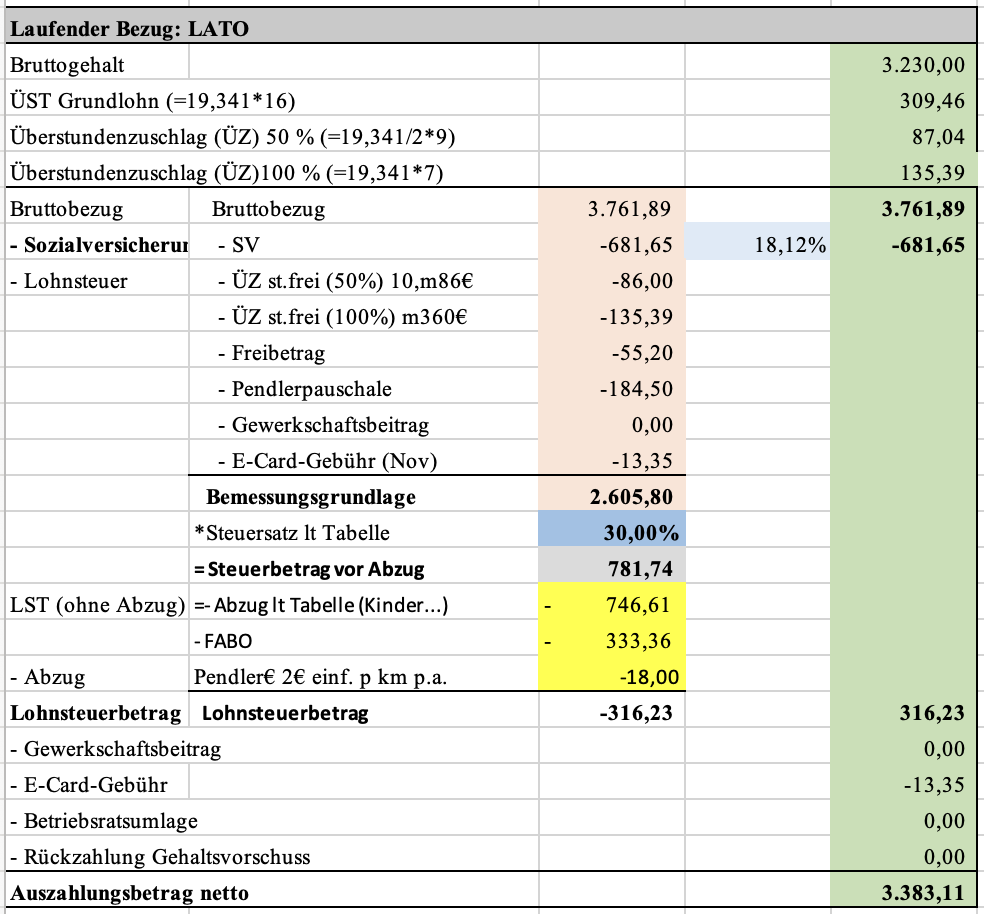 Laufender Bezug: LATO
Bruttogehalt 3.230,00
ÜST Grundlohn (=19,341*16) 309,46
Überstundenzuschlag (ÜZ) 50 % (=19,341/2*9) 87,04
Überstundenzuschlag (ÜZ)100 % (=19,341*7) 135,39
Bruttobezug Bruttobezug 3.761,89 3.761,89
- Sozialversicherur - SV -681,65 18,12% -681,65
- Lohnsteuer - ÜZ st.frei (50%) 10,m86€ -86,00
- ÜZ st.frei (100%) m360€ -135,39
- Freibetrag -55,20
- Pendlerpauschale -184,50
- Gewerkschaftsbeitrag 0,00
- E-Card-Gebühr (Nov) -13,35
Bemessungsgrundlage 2.605,80
*Steuersatz lt Tabelle 30,00%
=Steuerbetrag vor Abzug 781,74
LST (ohne Abzug) =- Abzug lt Tabelle (Kinder...) - 746,61
- FABO - 333,36
- Abzug Pendler€ 2€ einf. p km p.a. -18,00
Lohnsteuerbetrag Lohnsteuerbetrag -316,23 316,23
- Gewerkschaftsbeitrag 0,00
- E-Card-Gebühr -13,35
- Betriebsratsumlage 0,00
- Rückzahlung Gehaltsvorschuss 0,00
Auszahlungsbetrag netto 3.383,11